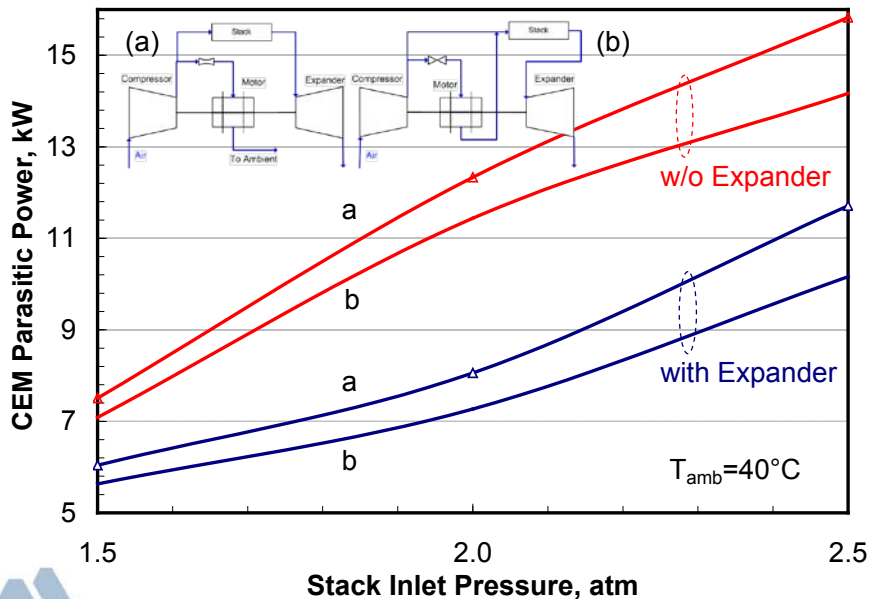 CEM Parasitic Power, kW
15
13
11
9
7
5
(a)
Stack
Compressor
Motor
Expander
Air
To Ambient
(b)
Stack
Compressor
Motor
Expander
Air
w/o Expander
a
b
a
b
with Expander
Tamb=40°C
1.5
2.0
2.5
Stack Inlet Pressure, atm